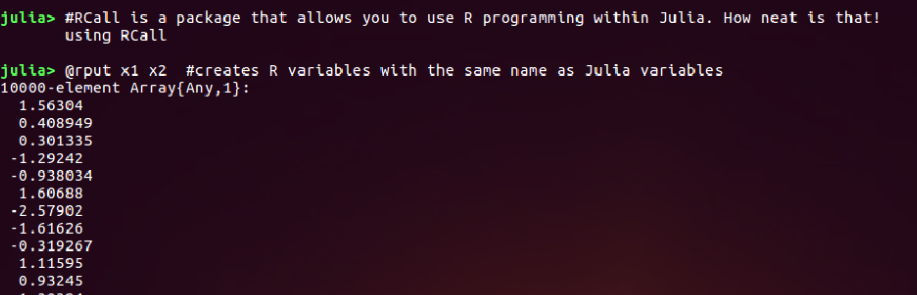 julia> #RCall is a package that allows you to use R programming within Julia. How neat is that!
using RCall
julia> @rput x1 x2 #creates R variables with the same name as Julia variables
10000-element Array{Any,1}:
1.56304
0.408949
0.301335
-1.29242
-0.938034
1.60688
-2.57902
-1.61626
-0.319267
1.11595
0.93245